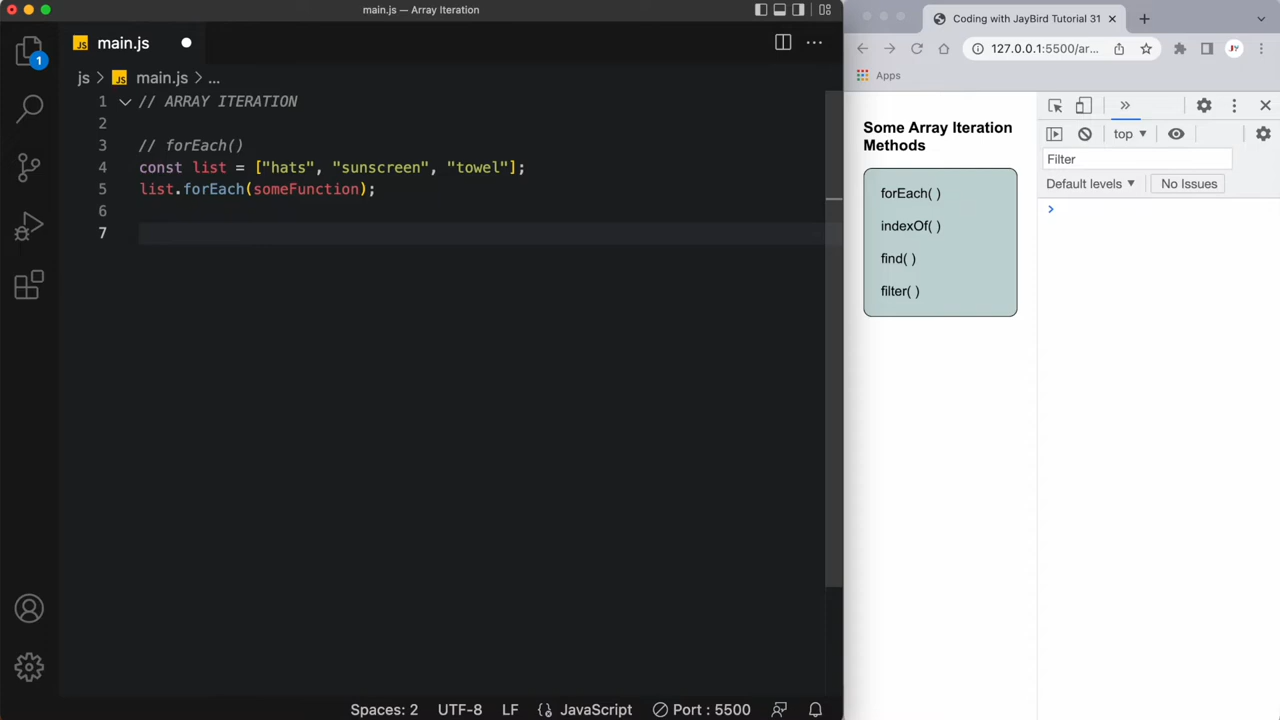 main.js — Array Iteration
main.js
js > main.js > ...
1 // ARRAY ITERATION
2
3 // forEach()
4 const list = ["hats", "sunscreen", "towel"];
5 list.forEach(someFunction);
6
7
1
Spaces: 2 UTF-8 LF {} JavaScript Port : 5500
Coding with JayBird Tutorial 31
127.0.0.1:5500/ar...
JY
Apps
Some Array Iteration
Methods
forEach( )
indexOf( )
find( )
filter( )
top
Filter
Default levels No Issues